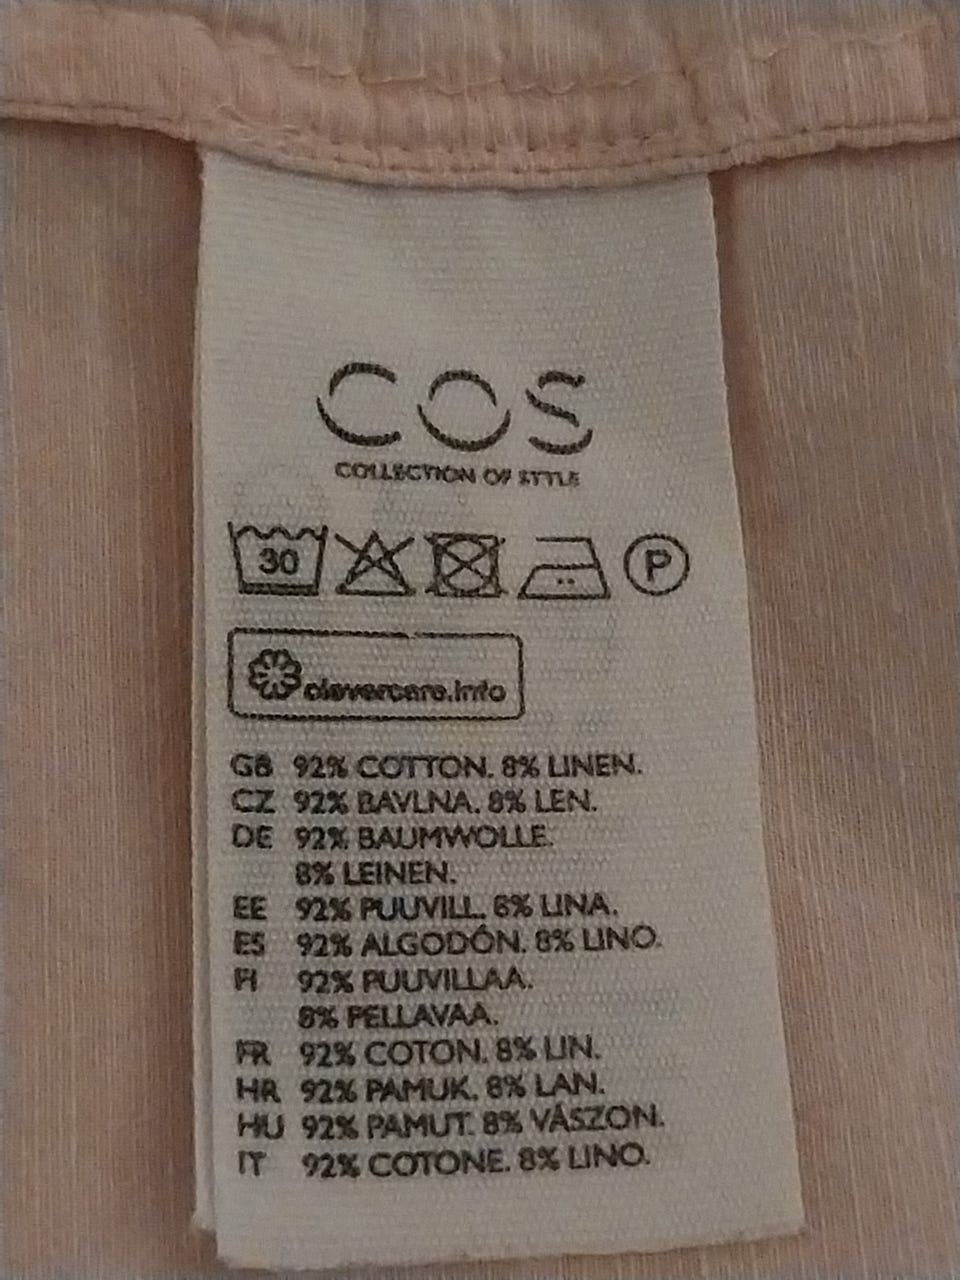 COS
COLLECTION OF STYLE
30 P
clevercare.info
GB 92% COTTON. 8% LINEN.
CZ 92% BAVLNA. 8% LEN.
DE 92% BAUMWOLLE.
8% LEINEN.
EE 92% PUUVILL. 8% LINA.
ES 92% ALGODÓN. 8% LINO.
FI 92% PUUVILLAA.
8% PELLAVAA.
FR 92% COTON. 8% LIN.
HR 92% PAMUK. 8% LAN.
HU 92% PAMUT. 8% VÁSZON.
IT 92% COTONE. 8% LINO.